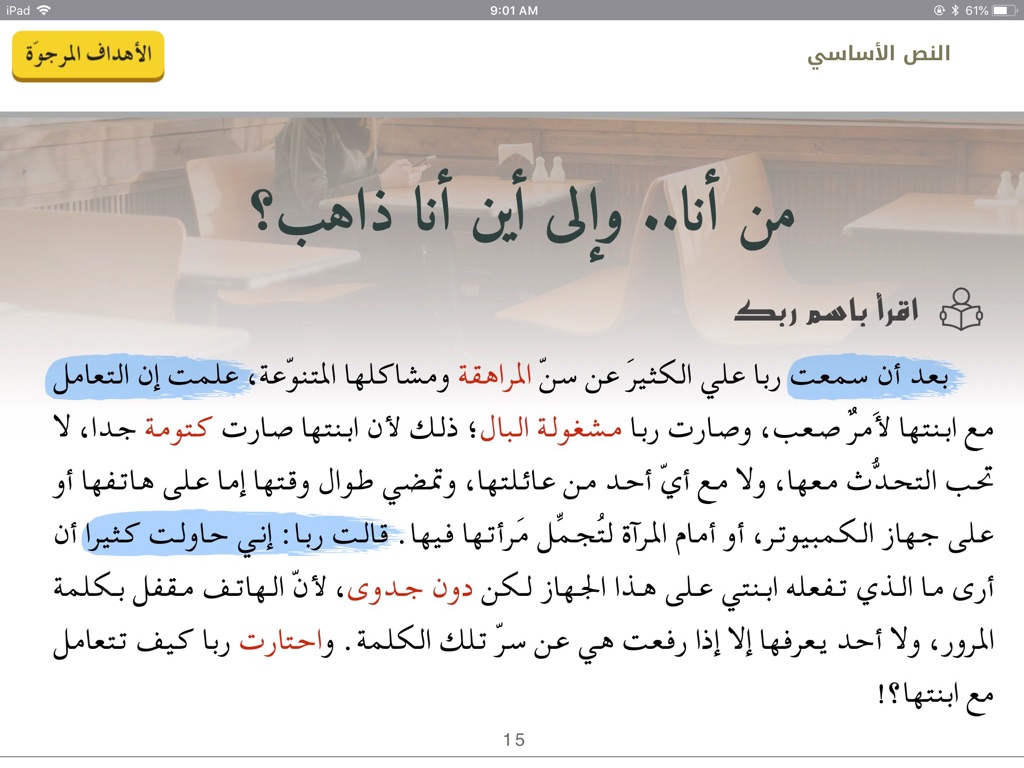 iPad 9:01 AM 61%
النص الأساسي
الأهداف المرجوّة
من أنا.. وإلى أين أنا ذاهب؟
اقرأ باسم ربك
بعد أن سمعت ربا علي الكثيرَ عن سنّ المراهقة ومشاكلها المتنوّعة، علمت إن التعامل
مع ابنتها لأَمرٌ صعب، وصارت ربا مشغولة البال؛ ذلك لأن ابنتها صارت كتومة جدا، لا
تحب التحدُّث معها، ولا مع أيّ أحد من عائلتها، وتمضي طوال وقتها إما على هاتفها أو
على جهاز الكمبيوتر، أو أمام المرآة لتُجمِّل مَرأتها فيها. قالت ربا: إني حاولت كثيرا أن
أرى ما الذي تفعله ابنتي على هذا الجهاز لكن دون جدوى، لأنّ الهاتف مقفل بكلمة
المرور، ولا أحد يعرفها إلا إذا رفعت هي عن سرّ تلك الكلمة. واحتارت ربا كيف تتعامل
مع ابنتها؟!
15